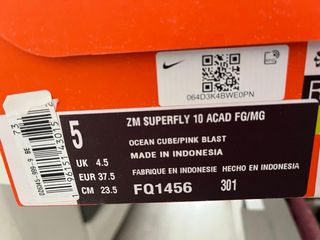 064D3K4BWE0PN
5
ZM SUPERFLY 10 ACAD FG/MG
OCEAN CUBE/PINK BLAST
MADE IN INDONESIA
UK 4.5
EUR 37.5
CM 23.5
FABRIQUE EN INDONESIE HECHO EN INDONESIA
FQ1456 301